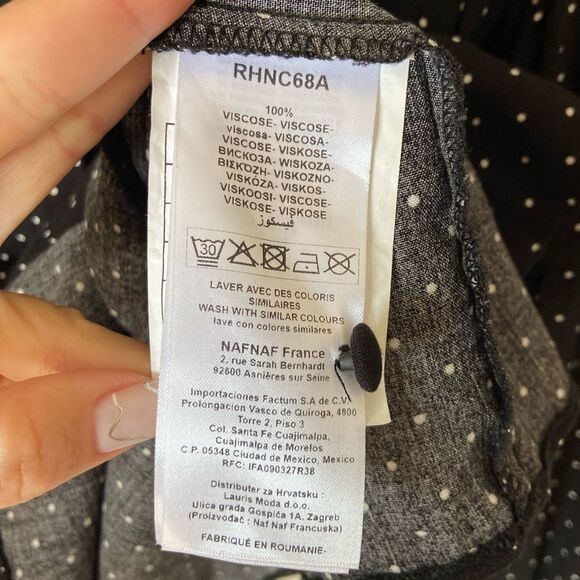 RHNC68A
100%
VISCOSE- VISCOSE-
viscosa- VISCOSA-
VISCOSE- VISKOSE-
ВИСКОЗА- WISKOZA-
ΒΙΣΚΟΖΗ- VISCOZA-
VISKÓZA- VISKOS-
VISKOOSI- VISCOSE-
VISKOSE- VISKOSE
فيسكوز
30
LAVER AVEC DES COLORIS
SIMILAIRES
WASH WITH SIMILAR COLOURS
lave con colores similares
NAFNAF France
2, rue Sarah Bernhardt
92600 Asnières sur Seine
Importaciones Factum S.A de C.V.
Prolongacion Vasco de Quiroga, 4800
Torre 2, Piso 3
Col. Santa Fe Cuajimalpa,
Cuajimalpa de Morelos
C.P. 05348 Ciudad de Mexico, Mexico
RFC: IFA090327R38
Distributer za Hrvatsku :
Lauris Moda d.o.o.
Ulica grada Gospića 1A, Zagreb
(Proizvođač : Naf Naf Francuska)
FABRIQUÉ EN ROUMANIE-